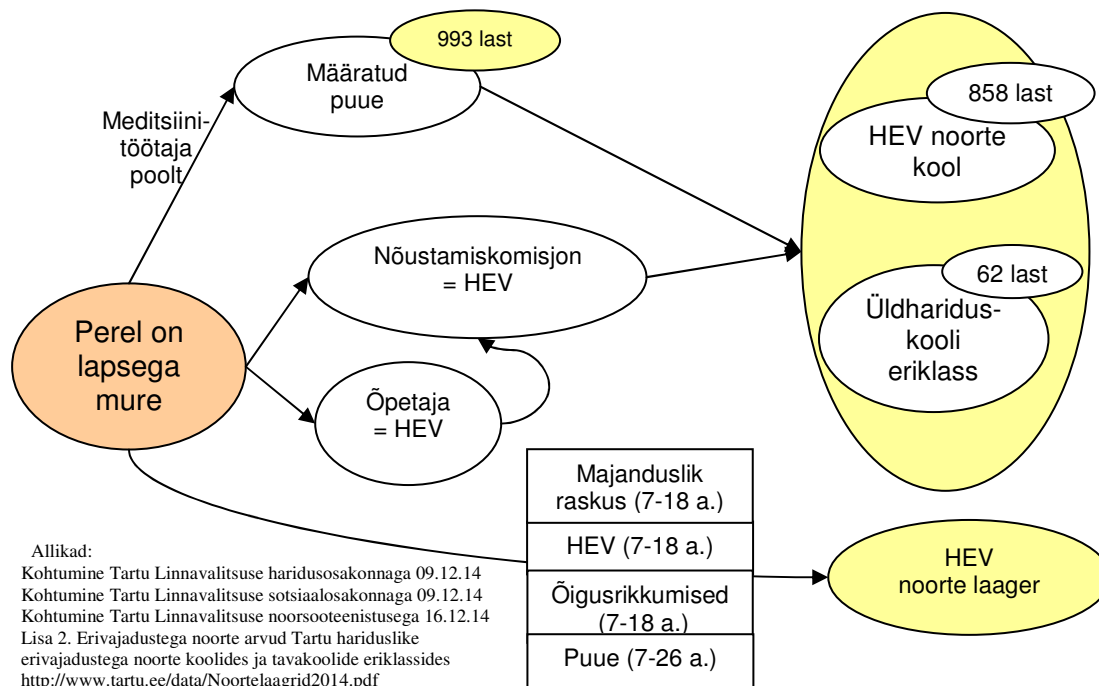 993 last
Määratud
puue
Meditsiini-
töötaja
poolt
858 last
HEV noorte
kool
Nõustamiskomisjon
= HEV
62 last
Üldharidus-
kooli
eriklass
Perel on
lapsega
mure
Õpetaja
= HEV
Majanduslik
raskus (7-18 a.)
HEV (7-18 a.)
Õigusrikkumised
(7-18 a.)
Puue (7-26 a.)
HEV
noorte laager
Allikad:
Kohtumine Tartu Linnavalitsuse haridusosakonnaga 09.12.14
Kohtumine Tartu Linnavalitsuse sotsiaalosakonnaga 09.12.14
Kohtumine Tartu Linnavalitsuse noorsooteenistusega 16.12.14
Lisa 2. Erivajadustega noorte arvud Tartu hariduslike
erivajadustega noorte koolides ja tavakoolide eriklassides
http://www.tartu.ee/data/Noortelaagrid2014.pdf